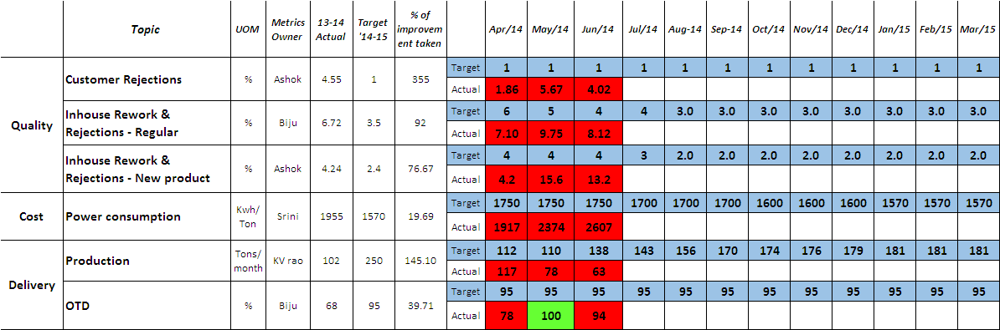 Topic UOM Metrics Owner 13-14 Actual Target '14-15 % of improvem ent taken Apr/14 May/14 Jun/14 Jul/14 Aug-14 Sep-14 Oct/14 Nov/14 Dec/14 Jan/15 Feb/15 Mar/15
Quality
Customer Rejections % Ashok 4.55 1 355
Target 1 1 1 1 1 1 1 1 1 1 1 1
Actual 1.86 5.67 4.02
Inhouse Rework &
Rejections - Regular % Biju 6.72 3.5 92
Target 6 5 4 4 3.0 3.0 3.0 3.0 3.0 3.0 3.0 3.0
Actual 7.10 9.75 8.12
Inhouse Rework &
Rejections - New product % Ashok 4.24 2.4 76.67
Target 4 4 4 3 2.0 2.0 2.0 2.0 2.0 2.0 2.0 2.0
Actual 4.2 15.6 13.2
Cost
Power consumption Kwh/ Ton Srini 1955 1570 19.69
Target 1750 1750 1750 1700 1700 1700 1600 1600 1600 1570 1570 1570
Actual 1917 2374 2607
Delivery
Production Tons/ month KV rao 102 250 145.10
Target 112 110 138 143 156 170 174 176 179 181 181 181
Actual 117 78 63
OTD % Biju 68 95 39.71
Target 95 95 95 95 95 95 95 95 95 95 95 95
Actual 78 100 94